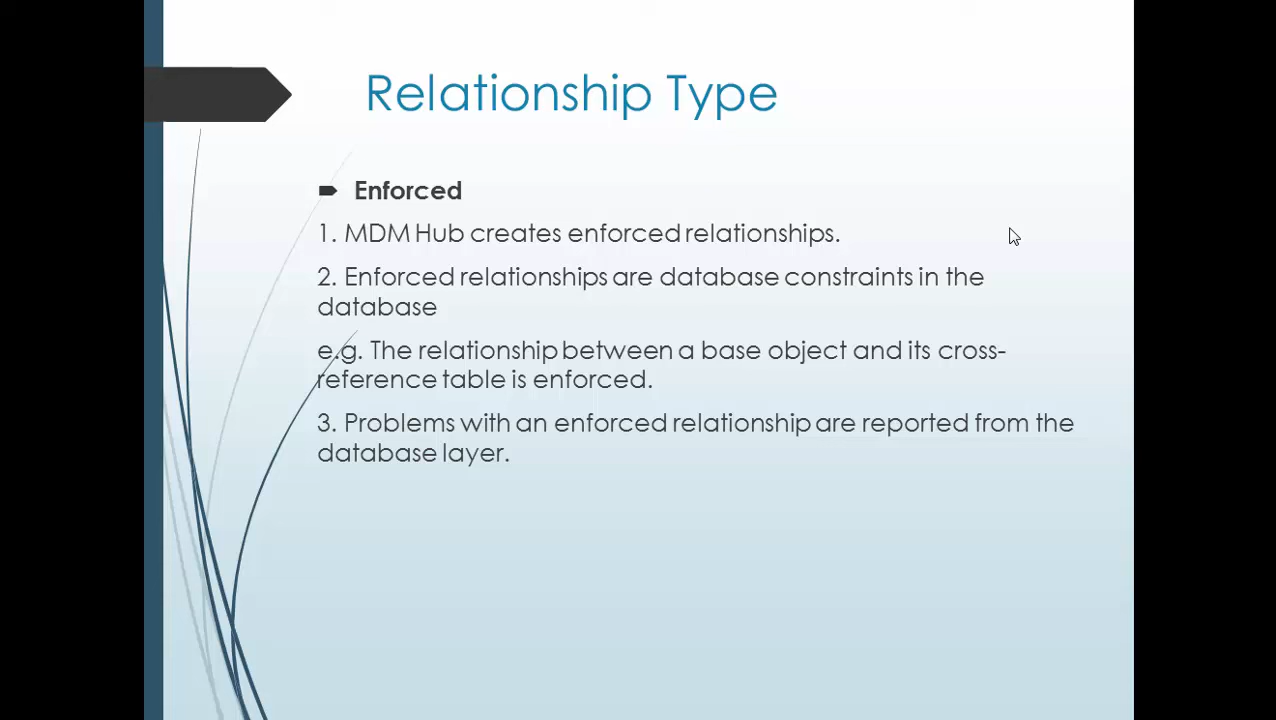 Relationship Type
Enforced
1. MDM Hub creates enforced relationships.
2. Enforced relationships are database constraints in the
database
e.g. The relationship between a base object and its cross-
reference table is enforced.
3. Problems with an enforced relationship are reported from the
database layer.